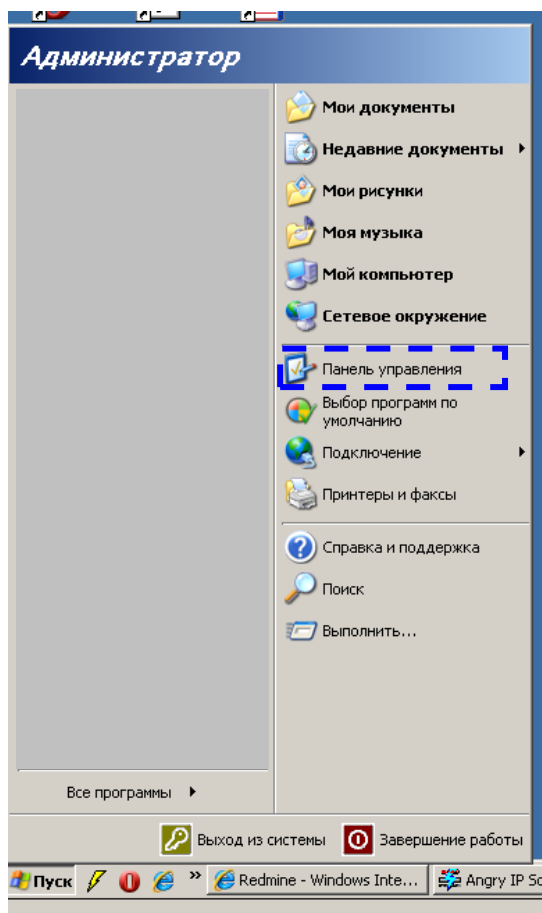 Администратор
Мои документы
Недавние документы
Мои рисунки
Моя музыка
Мой компьютер
Сетевое окружение
Панель управления
Выбор программ по
умолчанию
Подключение
Принтеры и факсы
Справка и поддержка
Поиск
Выполнить...
Все программы
Выход из системы Завершение работы
Пуск » Redmine - Windows Inte... Angry IP Sc